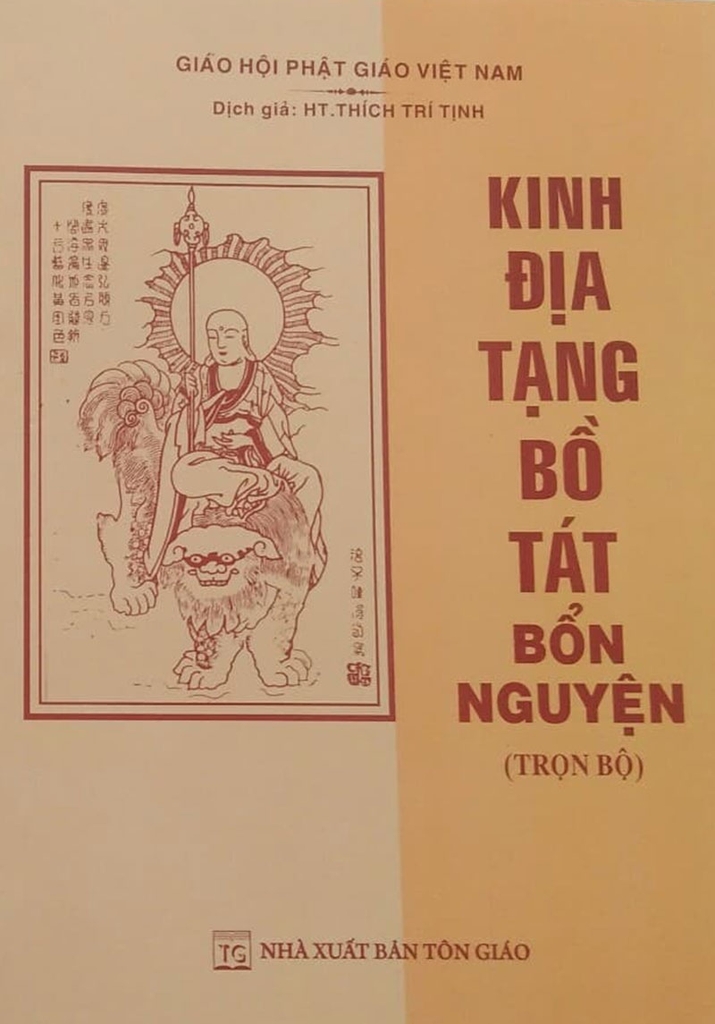 GIÁO HỘI PHẬT GIÁO VIỆT NAM
Dịch giả: HT.THÍCH TRÍ TỊNH
KINH
ĐỊA
TẠNG
BỒ
TÁT
BỔN
NGUYỆN
(TRỌN BỘ)
TG
NHÀ XUẤT BẢN TÔN GIÁO